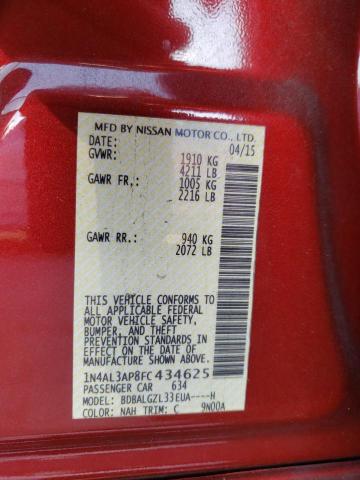 MFD BY NISSAN MOTOR CO., LTD.
DATE: 04/15
GVWR: 1910 KG
4211 LB
GAWR FR.: 1005 KG
2216 LB
GAWR RR.: 940 KG
2072 LB
THIS VEHICLE CONFORMS TO
ALL APPLICABLE FEDERAL
MOTOR VEHICLE SAFETY,
BUMPER, AND THEFT
PREVENTION STANDARDS IN
EFFECT ON THE DATE OF
MANUFACTURE SHOWN ABOVE.
1N4AL3AP8FC434625
PASSENGER CAR 634
MODEL: BDBALGZL33EUA----H
COLOR: NAH TRIM: C 9N00A